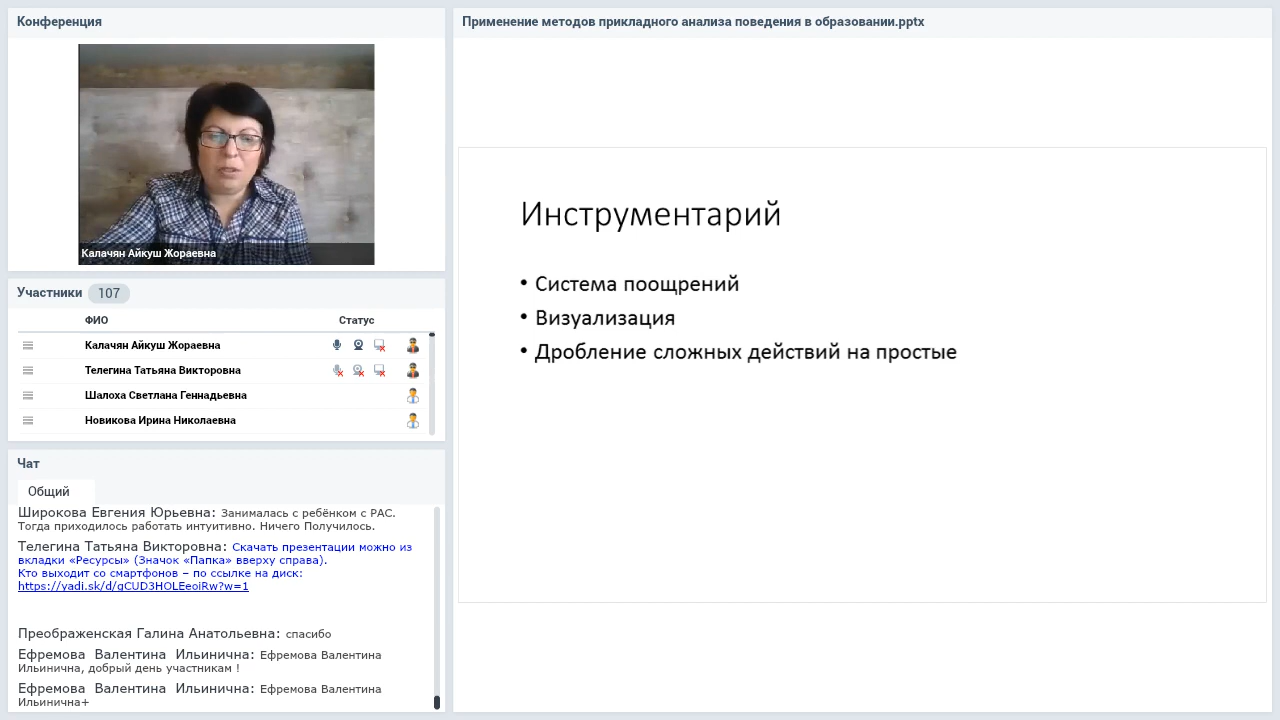 Конференция
Калачян Айкуш Жораевна
Участники 107
ФИО Статус
Калачян Айкуш Жораевна
Телегина Татьяна Викторовна
Шалоха Светлана Геннадьевна
Новикова Ирина Николаевна
Чат
Общий
Широкова Евгения Юрьевна: Занималась с ребёнком с РАС.
Тогда приходилось работать интуитивно. Ничего Получилось.
Телегина Татьяна Викторовна: Скачать презентации можно из
вкладки «Ресурсы» (Значок «Папка» вверху справа).
Кто выходит со смартфонов – по ссылке на диск:
https://yadi.sk/d/gCUD3HOLEeoiRw?w=1
Преображенская Галина Анатольевна: спасибо
Ефремова Валентина Ильинична: Ефремова Валентина
Ильинична, добрый день участникам !
Ефремова Валентина Ильинична: Ефремова Валентина
Ильинична+
Применение методов прикладного анализа поведения в образовании.pptx
Инструментарий
• Система поощрений
• Визуализация
• Дробление сложных действий на простые